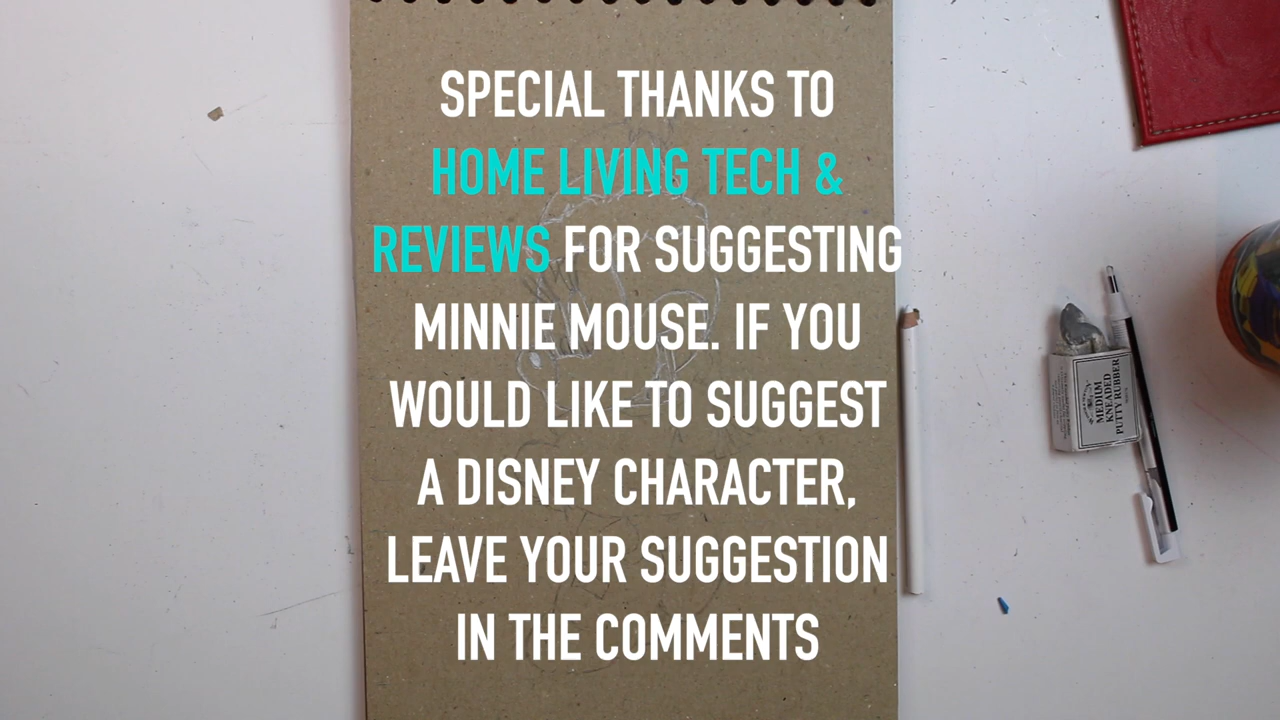 SPECIAL THANKS TO
HOME LIVING TECH &
REVIEWS FOR SUGGESTING
MINNIE MOUSE. IF YOU
WOULD LIKE TO SUGGEST
A DISNEY CHARACTER,
LEAVE YOUR SUGGESTION
IN THE COMMENTS
MEDIUM
KNEADED
PUTTY RUBBER